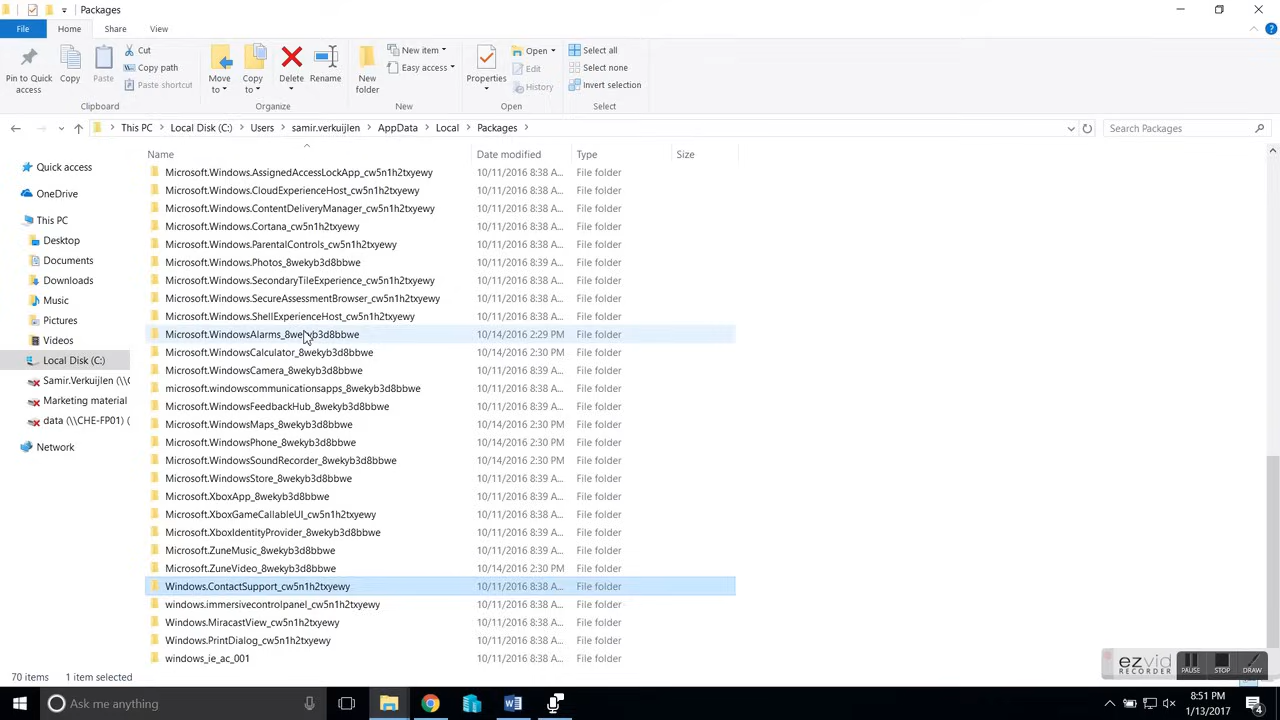 Packages
File Home Share View
Pin to Quick access
Copy
Paste
Cut
Copy path
Paste shortcut
Clipboard
Move to
Copy to
Delete
Rename
Organize
New folder
New item
Easy access
New
Properties
Open
Edit
History
Open
Select all
Select none
Invert selection
Select
This PC Local Disk (C:) Users samir.verkuijlen AppData Local Packages
Search Packages
Quick access
OneDrive
This PC
Desktop
Documents
Downloads
Music
Pictures
Videos
Local Disk (C:)
Samir.Verkuijlen (\\C
Marketing material
data (\\CHE-FP01) (
Network
Name Date modified Type Size
Microsoft.Windows.AssignedAccessLockApp_cw5n1h2txyewy 10/11/2016 8:38 A... File folder
Microsoft.Windows.CloudExperienceHost_cw5n1h2txyewy 10/11/2016 8:38 A... File folder
Microsoft.Windows.ContentDeliveryManager_cw5n1h2txyewy 10/11/2016 8:38 A... File folder
Microsoft.Windows.Cortana_cw5n1h2txyewy 10/11/2016 8:38 A... File folder
Microsoft.Windows.ParentalControls_cw5n1h2txyewy 10/11/2016 8:38 A... File folder
Microsoft.Windows.Photos_8wekyb3d8bbwe 10/11/2016 8:39 A... File folder
Microsoft.Windows.SecondaryTileExperience_cw5n1h2txyewy 10/11/2016 8:38 A... File folder
Microsoft.Windows.SecureAssessmentBrowser_cw5n1h2txyewy 10/11/2016 8:38 A... File folder
Microsoft.Windows.ShellExperienceHost_cw5n1h2txyewy 10/11/2016 8:38 A... File folder
Microsoft.WindowsAlarms_8wekyb3d8bbwe 10/14/2016 2:29 PM File folder
Microsoft.WindowsCalculator_8wekyb3d8bbwe 10/14/2016 2:30 PM File folder
Microsoft.WindowsCamera_8wekyb3d8bbwe 10/11/2016 8:39 A... File folder
microsoft.windowscommunicationsapps_8wekyb3d8bbwe 10/11/2016 8:39 A... File folder
Microsoft.WindowsFeedbackHub_8wekyb3d8bbwe 10/11/2016 8:39 A... File folder
Microsoft.WindowsMaps_8wekyb3d8bbwe 10/14/2016 2:30 PM File folder
Microsoft.WindowsPhone_8wekyb3d8bbwe 10/14/2016 2:30 PM File folder
Microsoft.WindowsSoundRecorder_8wekyb3d8bbwe 10/14/2016 2:30 PM File folder
Microsoft.WindowsStore_8wekyb3d8bbwe 10/11/2016 8:39 A... File folder
Microsoft.XboxApp_8wekyb3d8bbwe 10/11/2016 8:39 A... File folder
Microsoft.XboxGameCallableUI_cw5n1h2txyewy 10/11/2016 8:38 A... File folder
Microsoft.XboxIdentityProvider_8wekyb3d8bbwe 10/11/2016 8:39 A... File folder
Microsoft.ZuneMusic_8wekyb3d8bbwe 10/11/2016 8:39 A... File folder
Microsoft.ZuneVideo_8wekyb3d8bbwe 10/14/2016 2:30 PM File folder
Windows.ContactSupport_cw5n1h2txyewy 10/11/2016 8:38 A... File folder
windows.immersivecontrolpanel_cw5n1h2txyewy 10/11/2016 8:38 A... File folder
Windows.MiracastView_cw5n1h2txyewy 10/11/2016 8:38 A... File folder
Windows.PrintDialog_cw5n1h2txyewy 10/11/2016 8:38 A... File folder
windows_ie_ac_001 10/11/2016 8:38 A... File folder
ezvid RECORDER PAUSE STOP DRAW
70 items 1 item selected
Ask me anything
8:51 PM
1/13/2017
4